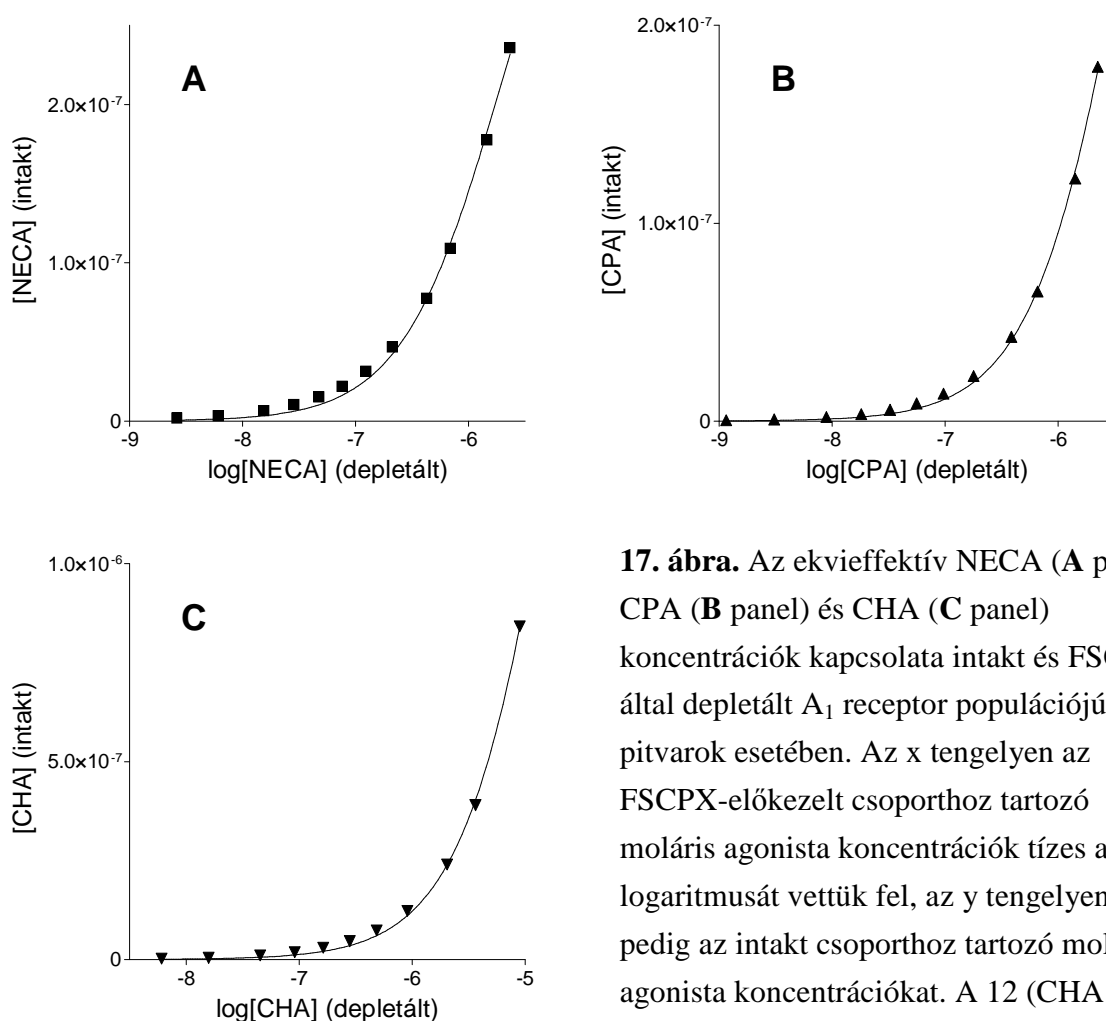 A
2.0×10⁻⁷
1.0×10⁻⁷
0
[NECA] (intakt)
-9 -8 -7 -6
log[NECA] (depletált)
B
2.0×10⁻⁷
1.0×10⁻⁷
0
[CPA] (intakt)
-9 -8 -7 -6
log[CPA] (depletált)
C
1.0×10⁻⁶
5.0×10⁻⁷
0
[CHA] (intakt)
-8 -7 -6 -5
log[CHA] (depletált)
17. ábra. Az ekvieffektív NECA (A
CPA (B panel) és CHA (C panel)
koncentrációk kapcsolata intakt és
által depletált A₁ receptor populációjú
pitvarok esetében. Az x tengelyen az
FSCPX-előkezelt csoporthoz tartozó
moláris agonista koncentrációk tízes
logaritmusát vettük fel, az y tengelyen
pedig az intakt csoporthoz tartozó
agonista koncentrációkat. A 12 (CHA